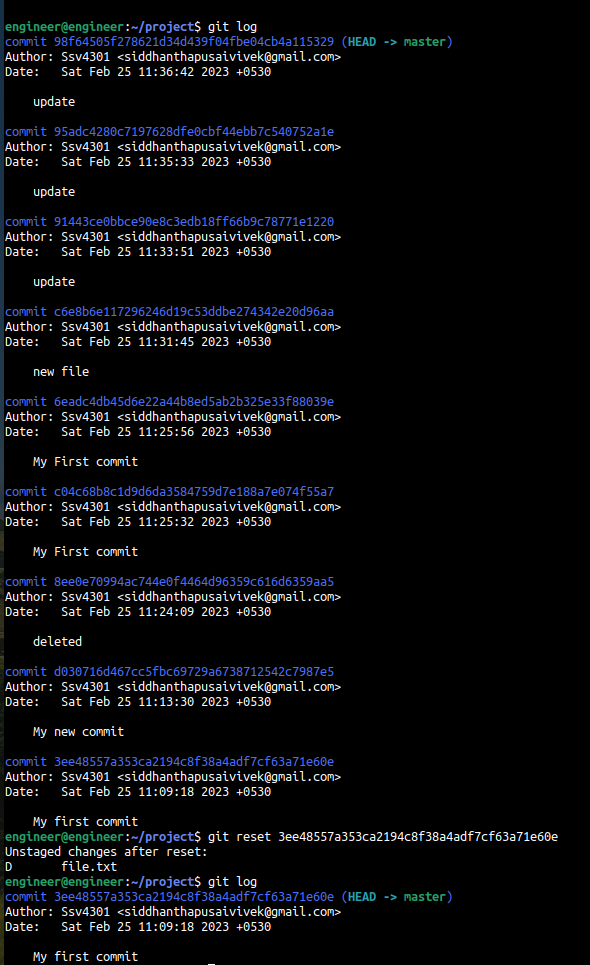 engineer@engineer:~/project$ git log
commit 98f64505f278621d34d439f04fbe04cb4a115329 (HEAD -> master)
Author: Ssv4301 <siddhanthapusaivivek@gmail.com>
Date:   Sat Feb 25 11:36:42 2023 +0530
update
commit 95adc4280c7197628dfe0cbf44ebb7c540752a1e
Author: Ssv4301 <siddhanthapusaivivek@gmail.com>
Date:   Sat Feb 25 11:35:33 2023 +0530
update
commit 91443ce0bbce90e8c3edb18ff66b9c78771e1220
Author: Ssv4301 <siddhanthapusaivivek@gmail.com>
Date:   Sat Feb 25 11:33:51 2023 +0530
update
commit c6e8b6e117296246d19c53ddbe274342e20d96aa
Author: Ssv4301 <siddhanthapusaivivek@gmail.com>
Date:   Sat Feb 25 11:31:45 2023 +0530
new file
commit 6eadc4db45d6e22a44b8ed5ab2b325e33f88039e
Author: Ssv4301 <siddhanthapusaivivek@gmail.com>
Date:   Sat Feb 25 11:25:56 2023 +0530
My First commit
commit c04c68b8c1d9d6da3584759d7e188a7e074f55a7
Author: Ssv4301 <siddhanthapusaivivek@gmail.com>
Date:   Sat Feb 25 11:25:32 2023 +0530
My First commit
commit 8ee0e70994ac744e0f4464d96359c616d6359aa5
Author: Ssv4301 <siddhanthapusaivivek@gmail.com>
Date:   Sat Feb 25 11:24:09 2023 +0530
deleted
commit d030716d467cc5fbc69729a6738712542c7987e5
Author: Ssv4301 <siddhanthapusaivivek@gmail.com>
Date:   Sat Feb 25 11:13:30 2023 +0530
My new commit
commit 3ee48557a353ca2194c8f38a4adf7cf63a71e60e
Author: Ssv4301 <siddhanthapusaivivek@gmail.com>
Date:   Sat Feb 25 11:09:18 2023 +0530
My first commit
engineer@engineer:~/project$ git reset 3ee48557a353ca2194c8f38a4adf7cf63a71e60e
Unstaged changes after reset:
D       file.txt
engineer@engineer:~/project$ git log
commit 3ee48557a353ca2194c8f38a4adf7cf63a71e60e (HEAD -> master)
Author: Ssv4301 <siddhanthapusaivivek@gmail.com>
Date:   Sat Feb 25 11:09:18 2023 +0530
My first commit